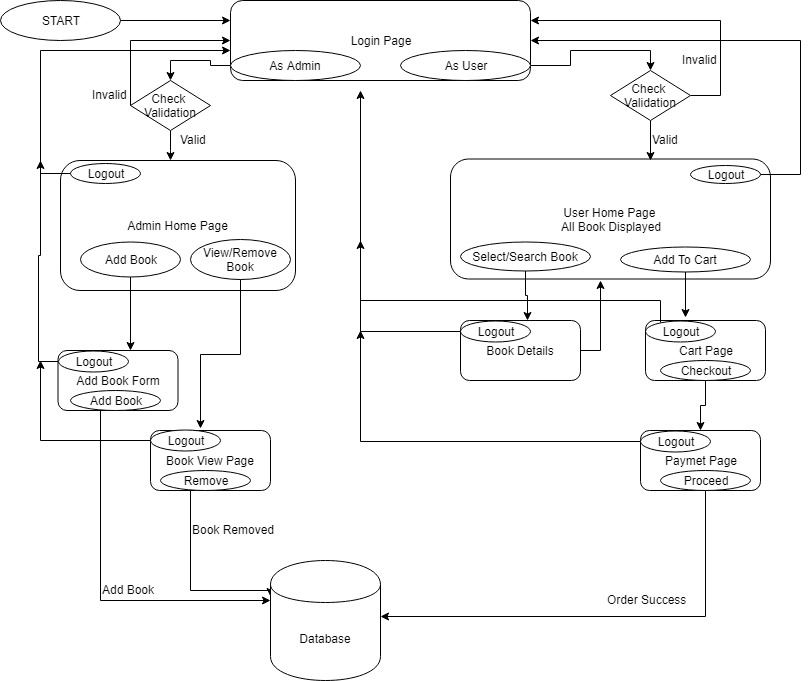 START
Login Page
As Admin
As User
Invalid
Check
Validation
Valid
Invalid
Check
Validation
Valid
Logout
Admin Home Page
Add Book
View/Remove
Book
Logout
User Home Page
All Book Displayed
Select/Search Book
Add To Cart
Logout
Book Details
Logout
Cart Page
Checkout
Logout
Add Book Form
Add Book
Logout
Book View Page
Remove
Logout
Paymet Page
Proceed
Book Removed
Add Book
Order Success
Database